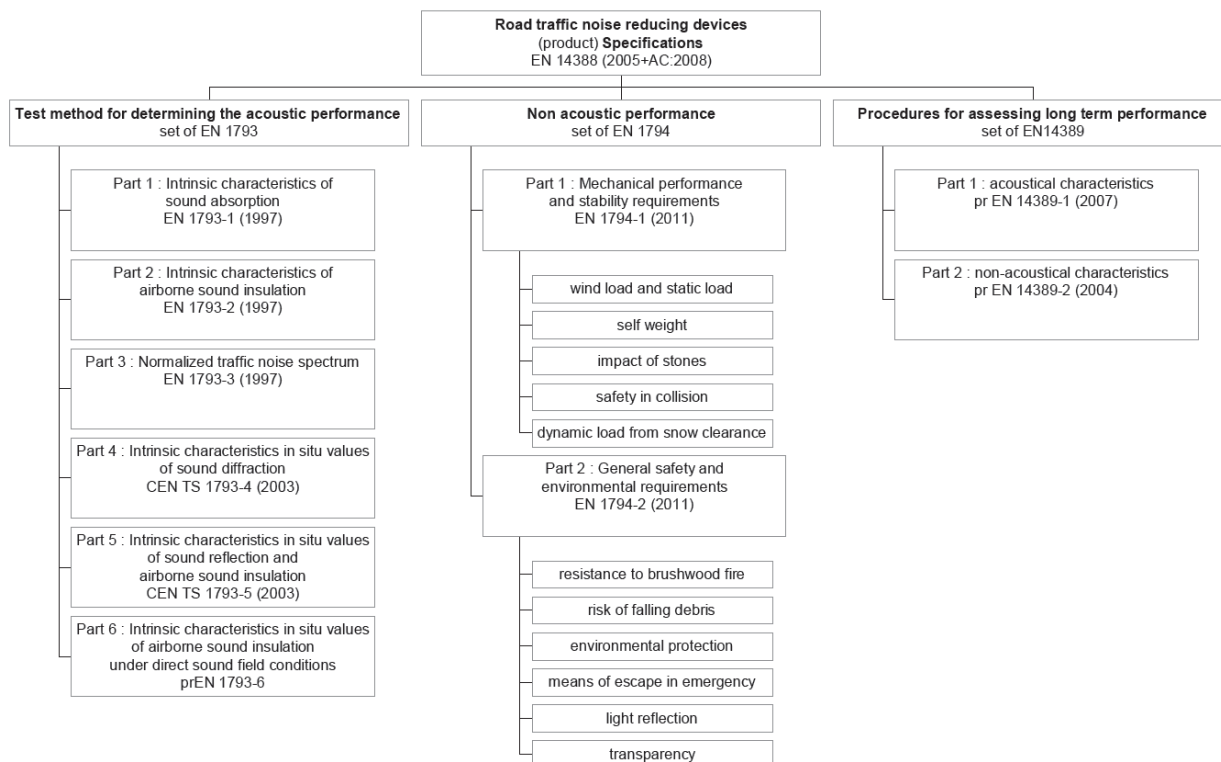 Road traffic noise reducing devices
(product) Specifications
EN 14388 (2005+AC:2008)
Test method for determining the acoustic performance
set of EN 1793
Part 1 : Intrinsic characteristics of
sound absorption
EN 1793-1 (1997)
Part 2 : Intrinsic characteristics of
airborne sound insulation
EN 1793-2 (1997)
Part 3 : Normalized traffic noise spectrum
EN 1793-3 (1997)
Part 4 : Intrinsic characteristics in situ values
of sound diffraction
CEN TS 1793-4 (2003)
Part 5 : Intrinsic characteristics in situ values
of sound reflection and
airborne sound insulation
CEN TS 1793-5 (2003)
Part 6 : Intrinsic characteristics in situ values
of airborne sound insulation
under direct sound field conditions
prEN 1793-6
Non acoustic performance
set of EN 1794
Part 1 : Mechanical performance
and stability requirements
EN 1794-1 (2011)
wind load and static load
self weight
impact of stones
safety in collision
dynamic load from snow clearance
Part 2 : General safety and
environmental requirements
EN 1794-2 (2011)
resistance to brushwood fire
risk of falling debris
environmental protection
means of escape in emergency
light reflection
transparency
Procedures for assessing long term performance
set of EN14389
Part 1 : acoustical characteristics
pr EN 14389-1 (2007)
Part 2 : non-acoustical characteristics
pr EN 14389-2 (2004)